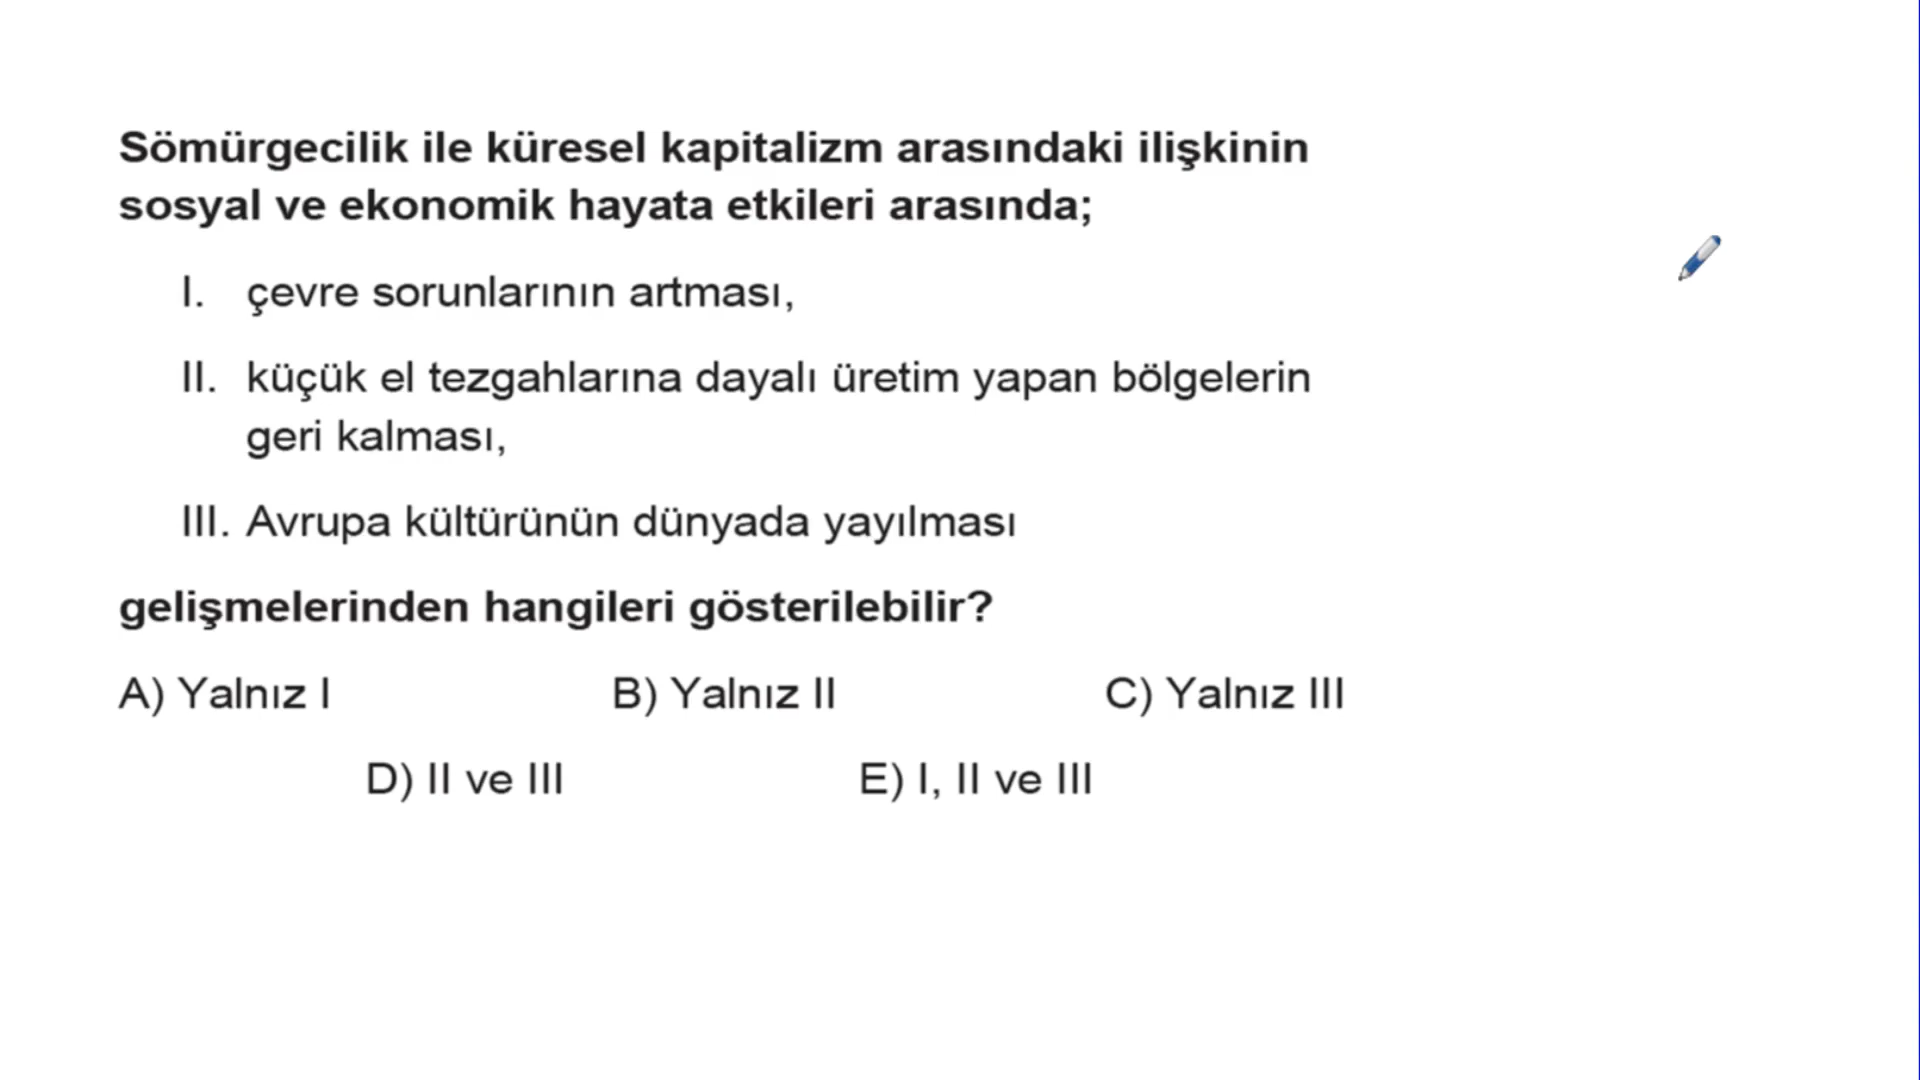 Sömürgecilik ile küresel kapitalizm arasındaki ilişkinin
sosyal ve ekonomik hayata etkileri arasında;
I. çevre sorunlarının artması,
II. küçük el tezgahlarına dayalı üretim yapan bölgelerin
geri kalması,
III. Avrupa kültürünün dünyada yayılması
gelişmelerinden hangileri gösterilebilir?
A) Yalnız I B) Yalnız II C) Yalnız III
D) II ve III E) I, II ve III